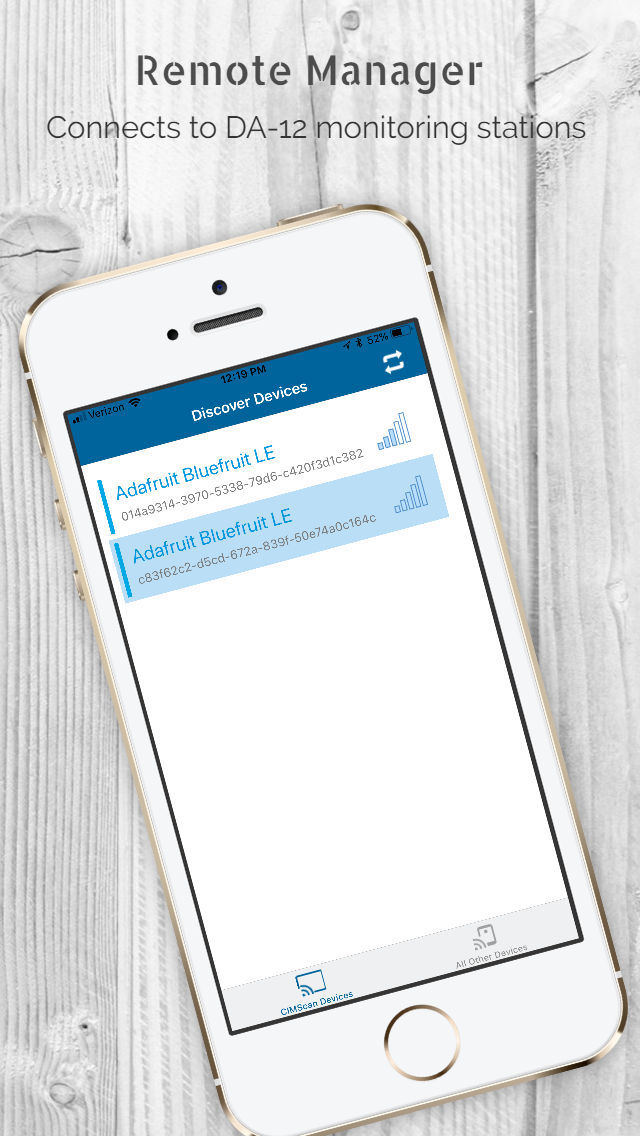 Remote Manager
Connects to DA-12 monitoring stations
Verizon 12:19 PM 52%
Discover Devices
Adafruit Bluefruit LE
014a9314-3970-5338-79d6-c420f3d1c382
Adafruit Bluefruit LE
c83f62c2-d5cd-672a-839f-50e74a0c164c
CIMScan Devices
All Other Devices